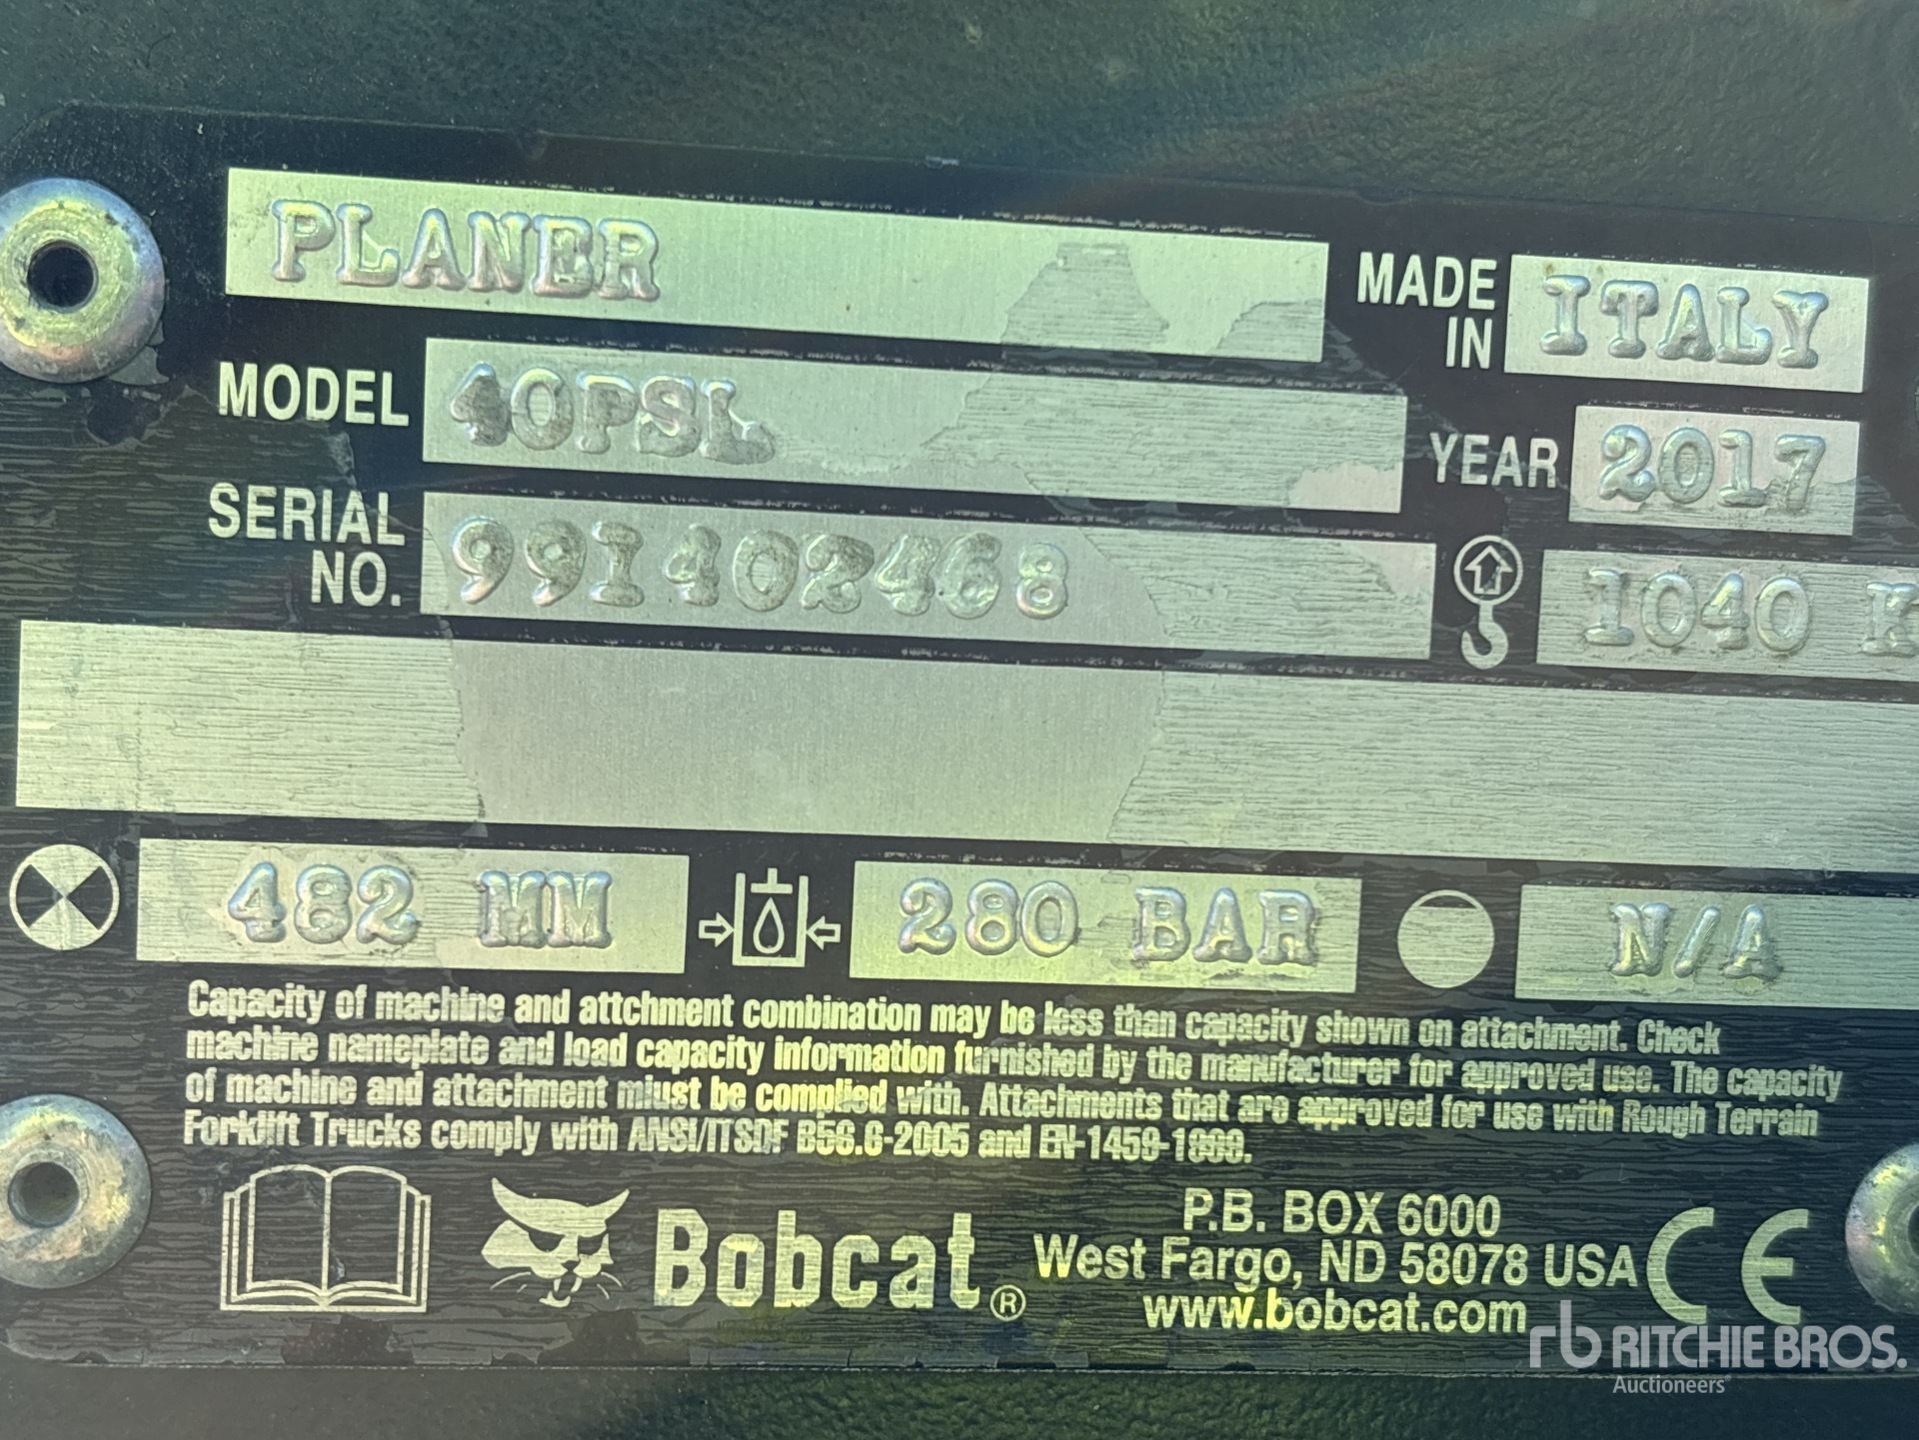 PLANER
MADE IN ITALY
MODEL 40PSL
YEAR 2017
SERIAL NO. 991402468
1040 K
482 MM
280 BAR
N/A
Capacity of machine and attchment combination may be less than capacity shown on attachment. Check
machine nameplate and load capacity information furnished by the manufacturer for approved use. The capacity
of machine and attachment miust be complied with. Attachments that are approved for use with Rough Terrain
Forklift Trucks comply with ANSI/ITSDF B56.6-2005 and EN-1459-1999.
Bobcat®
P.B. BOX 6000
West Fargo, ND 58078 USA
www.bobcat.com
CE
rb RITCHIE BROS.
Auctioneers